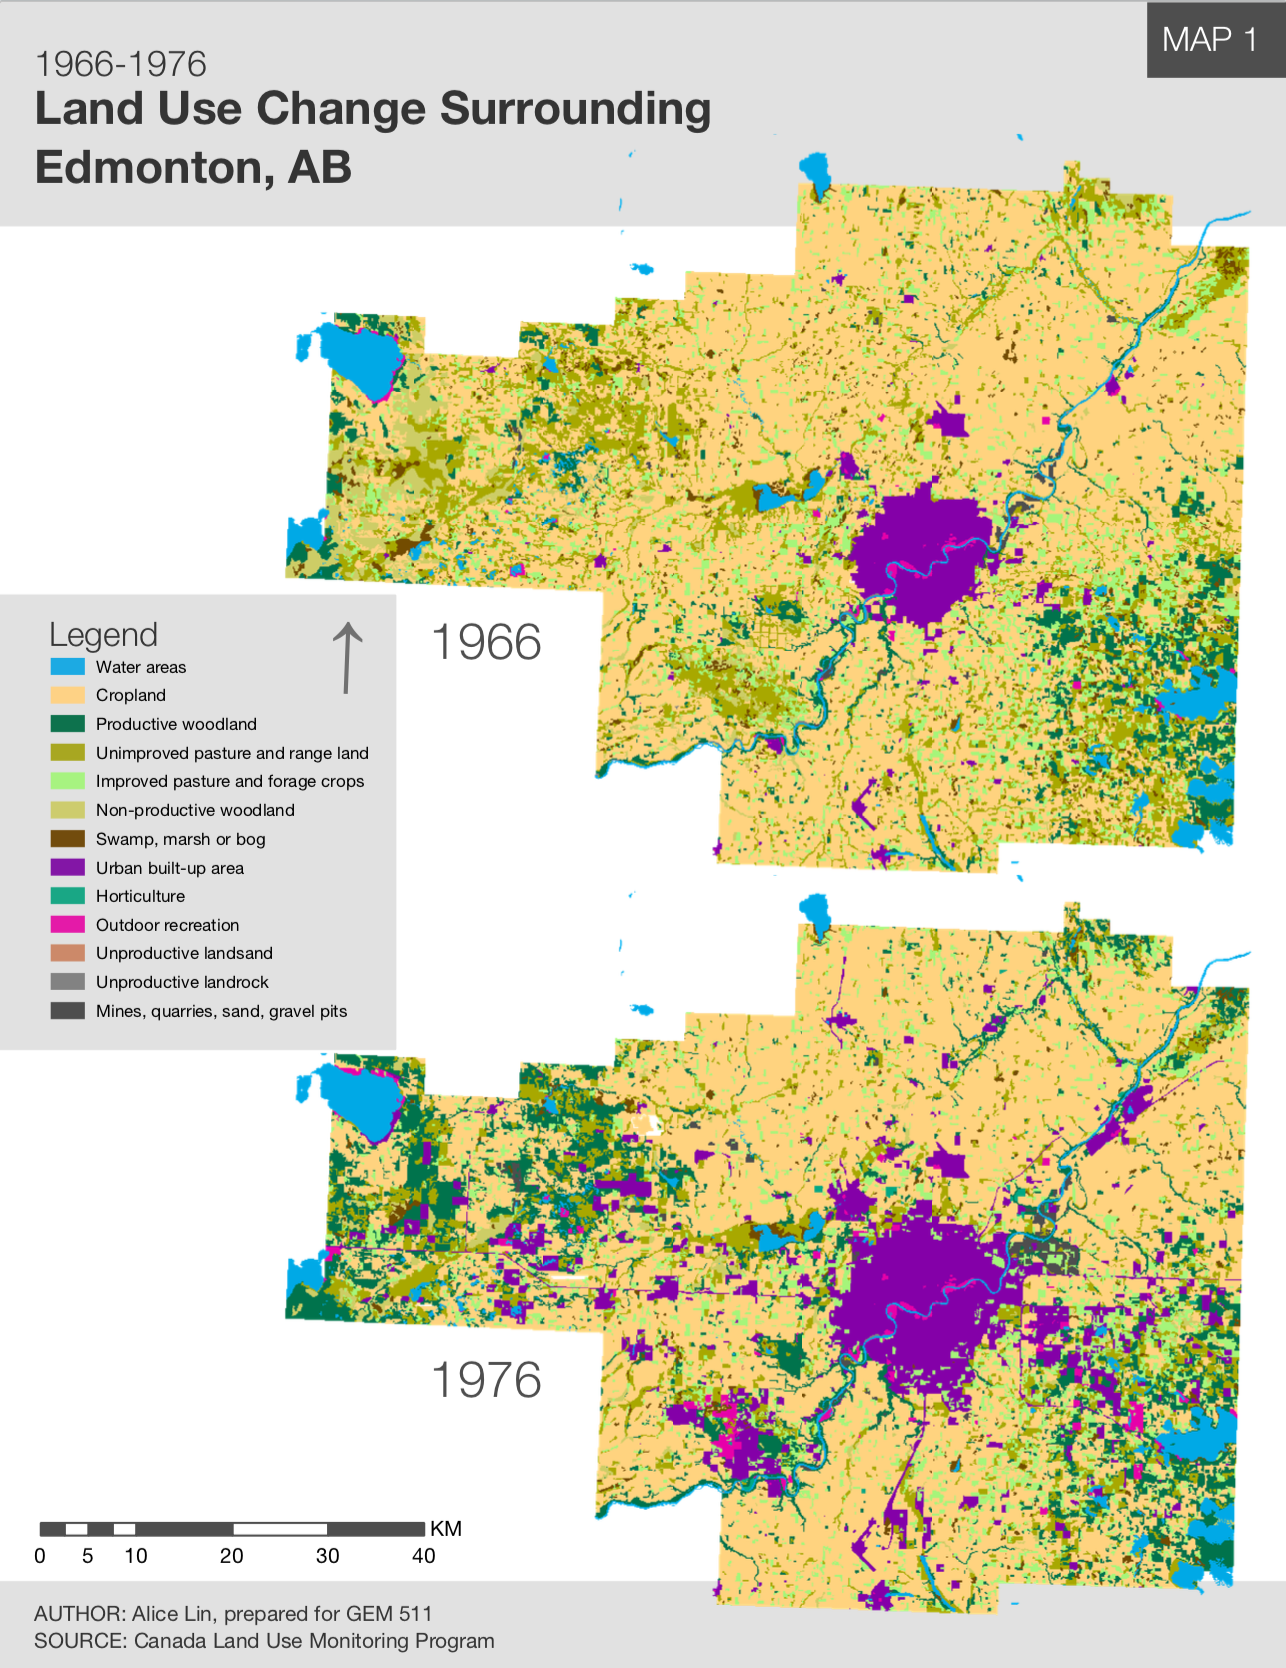 MAP 1
1966-1976
Land Use Change Surrounding
Edmonton, AB
1966
Legend
Water areas
Cropland
Productive woodland
Unimproved pasture and range land
Improved pasture and forage crops
Non-productive woodland
Swamp, marsh or bog
Urban built-up area
Horticulture
Outdoor recreation
Unproductive landsand
Unproductive landrock
Mines, quarries, sand, gravel pits
1976
KM
0 5 10 20 30 40
AUTHOR: Alice Lin, prepared for GEM 511
SOURCE: Canada Land Use Monitoring Program